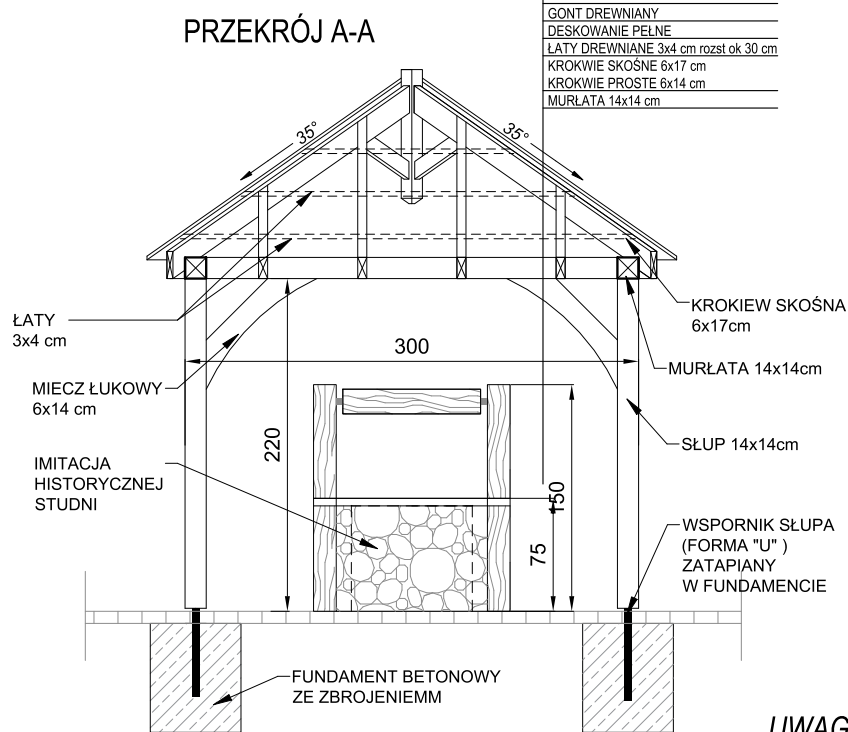 PRZEKRÓJ A-A
GONT DREWNIANY
DESKOWANIE PEŁNE
ŁATY DREWNIANE 3x4 cm rozst ok 30 cm
KROKWIE SKOŚNE 6x17 cm
KROKWIE PROSTE 6x14 cm
MURŁATA 14x14 cm
35°
35°
ŁATY
3x4 cm
KROKIEW SKOŚNA
6x17cm
300
MURŁATA 14x14cm
MIECZ ŁUKOWY
6x14 cm
220
SŁUP 14x14cm
IMITACJA
HISTORYCZNEJ
STUDNI
150
75
WSPORNIK SŁUPA
(FORMA "U" )
ZATAPIANY
W FUNDAMENCIE
FUNDAMENT BETONOWY
ZE ZBROJENIEMM
UWAG